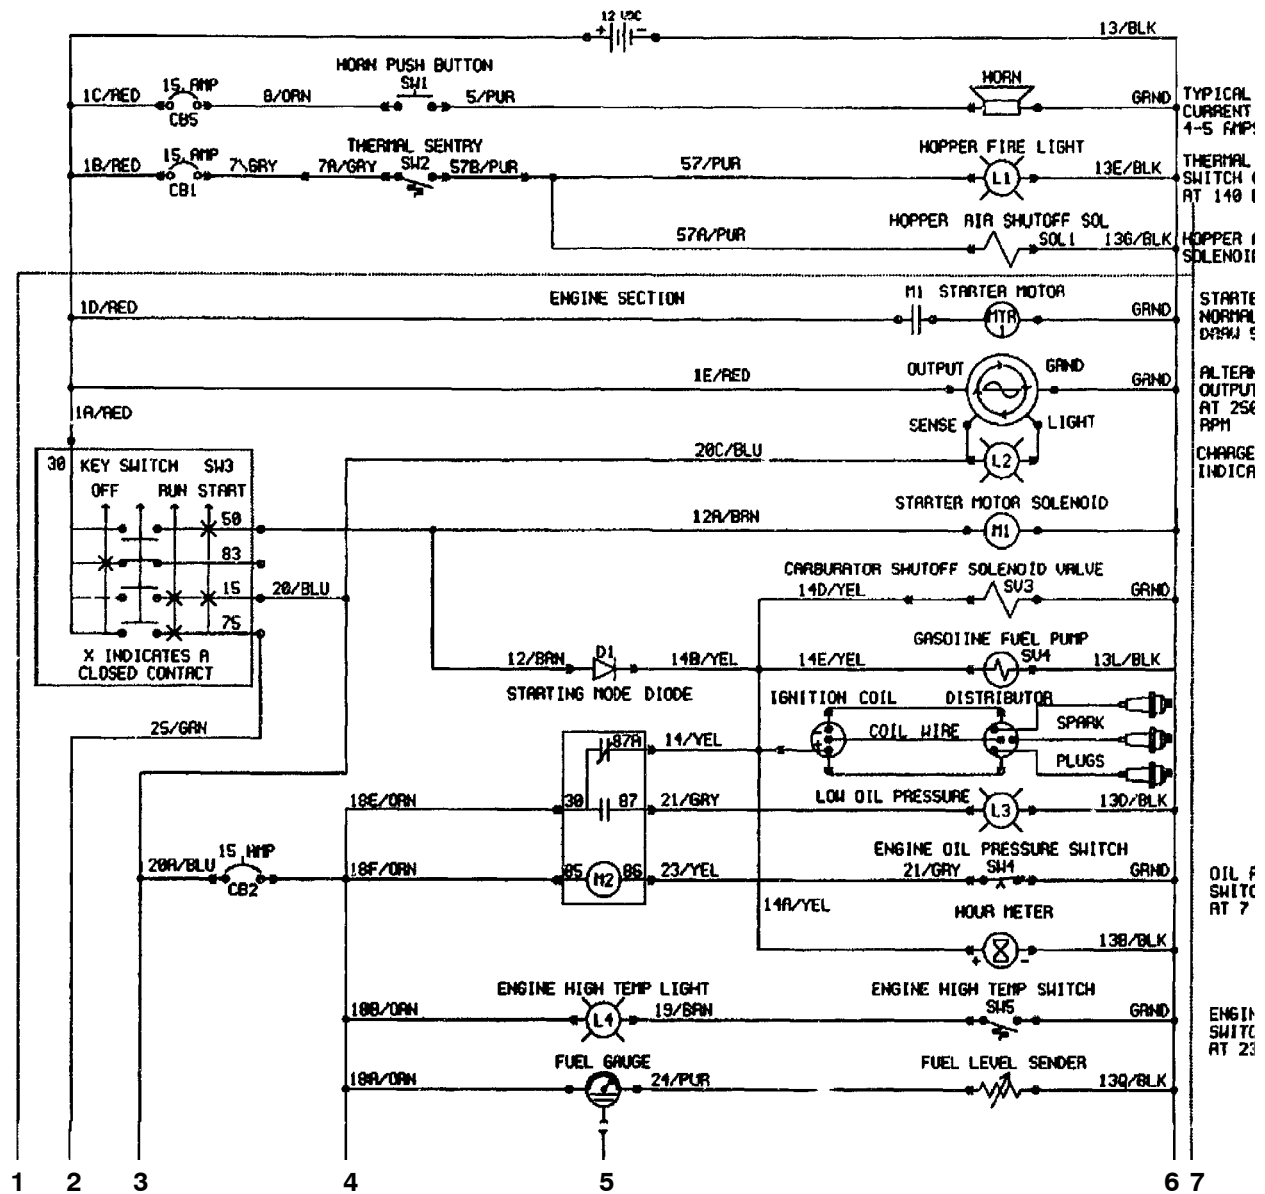 12 VDC
+ -
13/BLK
HORN PUSH BUTTON
HORN
1C/RED
15 AMP
8/ORN
SW1
5/PUR
GRND
TYPICAL
CB5
CURRENT
4-5 AMPS
THERMAL SENTRY
HOPPER FIRE LIGHT
1B/RED
15 AMP
7\GRY
7A/GRY
SW2
57B/PUR
57/PUR
L1
13E/BLK
THERMAL
SWITCH
AT 140
CB1
HOPPER AIR SHUTOFF SOL
57A/PUR
SOL1
13G/BLK
HOPPER A
SOLENOID
1D/RED
ENGINE SECTION
M1 STARTER MOTOR
MTR
1
GRND
STARTE
NORMAL
DRAW
1E/RED
OUTPUT
GRND
GRND
ALTERN
OUTPUT
AT 250
RPM
1A/RED
SENSE
LIGHT
20C/BLU
L2
CHARGE
INDICA
30 KEY SWITCH SW3
OFF RUN START
50
12A/BRN
STARTER MOTOR SOLENOID
M1
83
15
20/BLU
CARBURATOR SHUTOFF SOLENOID VALVE
14D/YEL
SV3
GRND
75
X INDICATES A
CLOSED CONTACT
12/BRN
D1
14B/YEL
14E/YEL
GASOIINE FUEL PUMP
SV4
13L/BLK
STARTING MODE DIODE
IGNITION COIL
DISTRIBUTOR
25/GRN
87A
14/YEL
- +
COIL WIRE
SPARK
PLUGS
18E/ORN
30
87
21/GRY
LOW OIL PRESSURE
L3
13D/BLK
20A/BLU
15 AMP
CB2
18F/ORN
85
M2
86
23/YEL
ENGINE OIL PRESSURE SWITCH
21/GRY
SW4
GRND
OIL
SWITC
AT 7
14A/YEL
HOUR METER
+ -
13B/BLK
ENGINE HIGH TEMP LIGHT
18B/ORN
L4
19/BRN
ENGINE HIGH TEMP SWITCH
SW5
GRND
ENGIN
SWITC
AT 23
FUEL GAUGE
18A/ORN
24/PUR
FUEL LEVEL SENDER
13Q/BLK
1 2 3 4 5 6 7